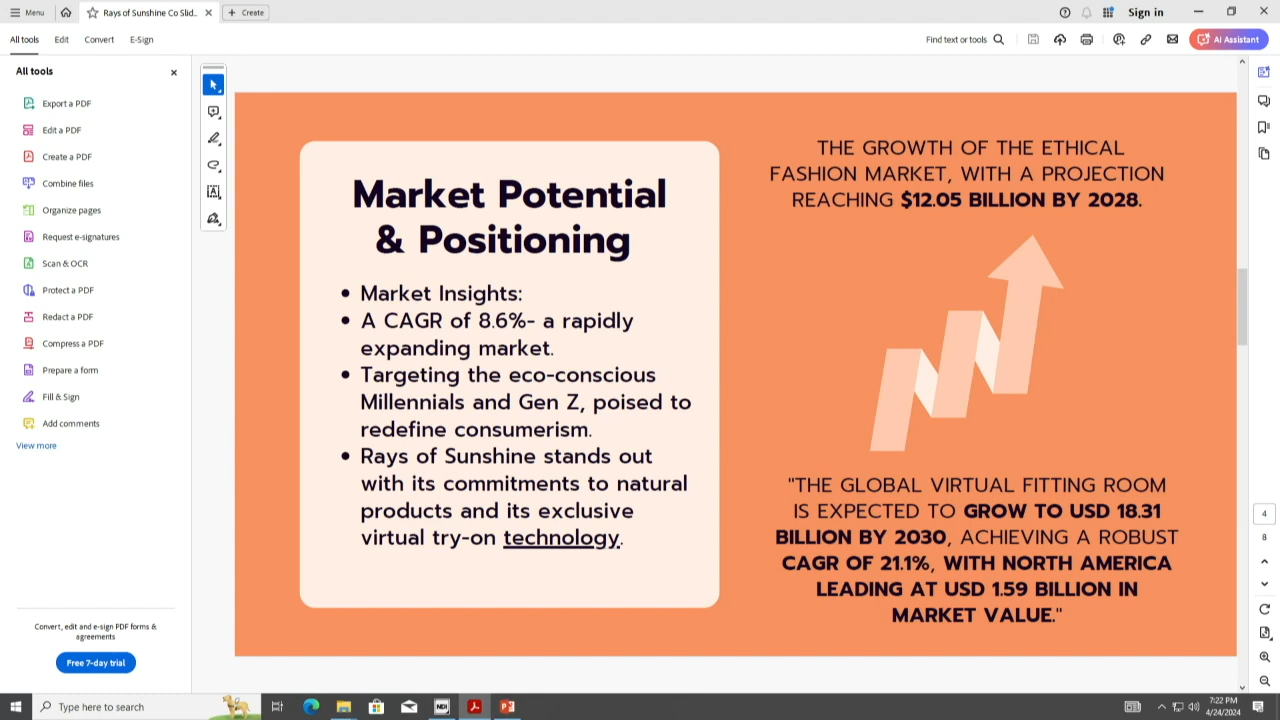 Menu
Rays of Sunshine Co Slid...
Create
Sign in
All tools
Edit
Convert
E-Sign
Find text or tools
AI Assistant
All tools
Export a PDF
Edit a PDF
Create a PDF
Combine files
Organize pages
Request e-signatures
Scan & OCR
Protect a PDF
Redact a PDF
Compress a PDF
Prepare a form
Fill & Sign
Add comments
View more
Convert, edit and e-sign PDF forms &
agreements
Free 7-day trial
Market Potential
& Positioning
• Market Insights:
• A CAGR of 8.6%- a rapidly
expanding market.
• Targeting the eco-conscious
Millennials and Gen Z, poised to
redefine consumerism.
• Rays of Sunshine stands out
with its commitments to natural
products and its exclusive
virtual try-on technology.
THE GROWTH OF THE ETHICAL
FASHION MARKET, WITH A PROJECTION
REACHING $12.05 BILLION BY 2028.
"THE GLOBAL VIRTUAL FITTING ROOM
IS EXPECTED TO GROW TO USD 18.31
BILLION BY 2030, ACHIEVING A ROBUST
CAGR OF 21.1%, WITH NORTH AMERICA
LEADING AT USD 1.59 BILLION IN
MARKET VALUE."
4
8
Type here to search
NDI
7:22 PM
4/24/2024